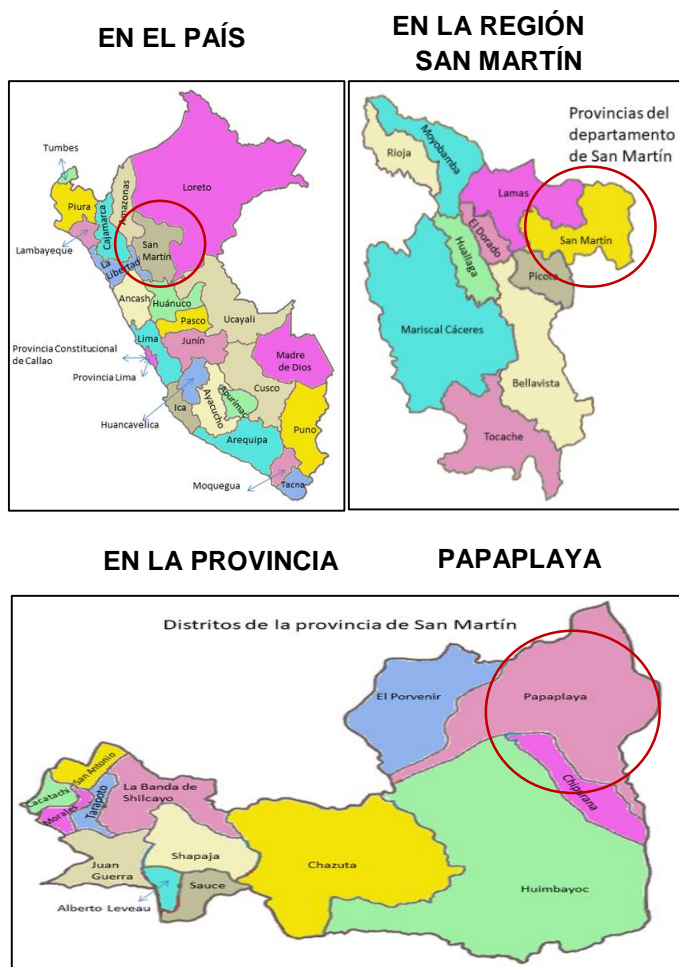 EN EL PAÍS
EN LA REGIÓN
SAN MARTÍN
Tumbes
Piura
Lambayeque
Cajamarca
Amazonas
Loreto
La
Libertad
San
Martín
Ancash
Huánuco
Pasco
Ucayali
Lima
Junín
Provincia Constitucional
de Callao
Provincia Lima
Madre
de Dios
Cusco
Huancavelica
Ica
Ayacucho
Apurimac
Arequipa
Puno
Moquegua
Tacna
Provincias del
departamento
de San Martín
Rioja
Moyobamba
Lamas
San Martín
El Dorado
Huallaga
Picota
Mariscal Cáceres
Bellavista
Tocache
EN LA PROVINCIA
PAPAPLAYA
Distritos de la provincia de San Martín
El Porvenir
Papaplaya
San Antonio
Cacatachi
Morales
Tarapoto
La Banda de
Shilcayo
Chipurana
Juan
Guerra
Shapaja
Chazuta
Sauce
Alberto Leveau
Huimbayoc